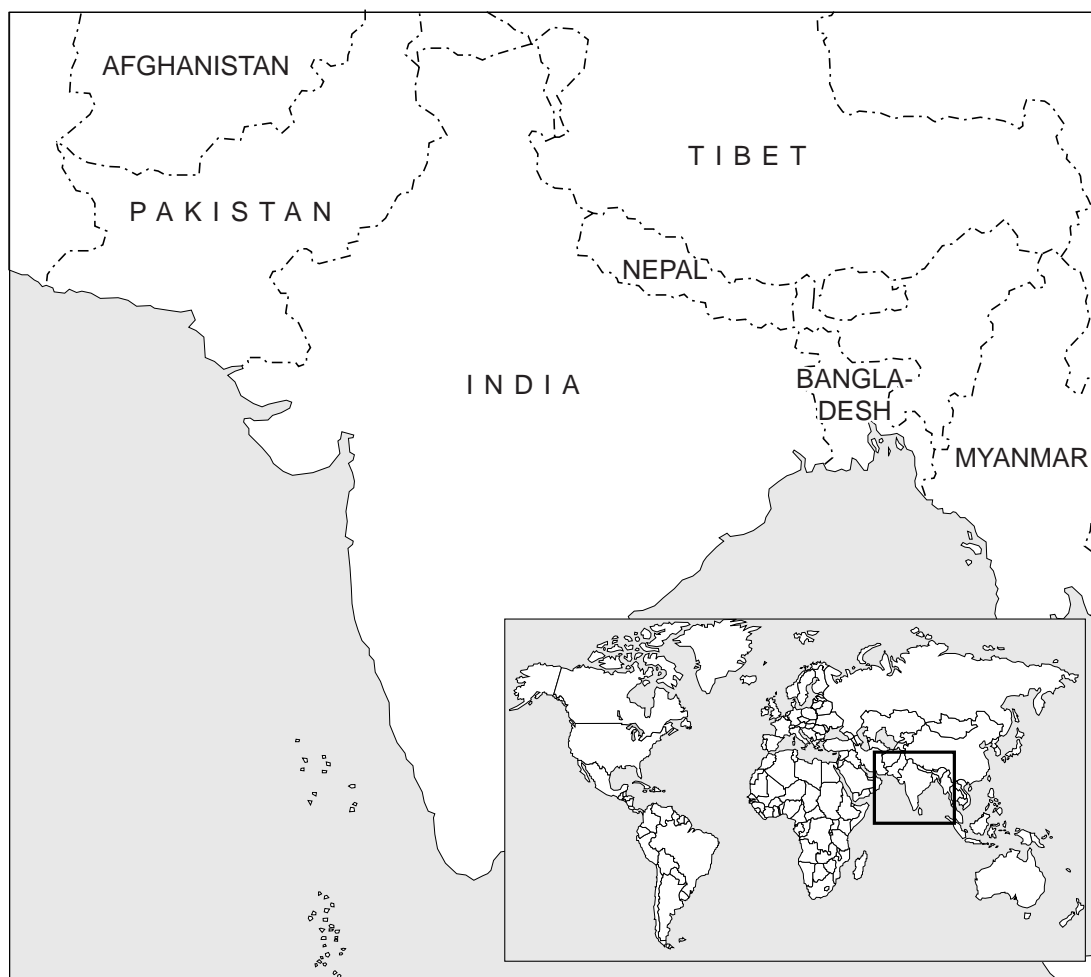 AFGHANISTAN
TIBET
PAKISTAN
NEPAL
INDIA
BANGLA-
DESH
MYANMAR